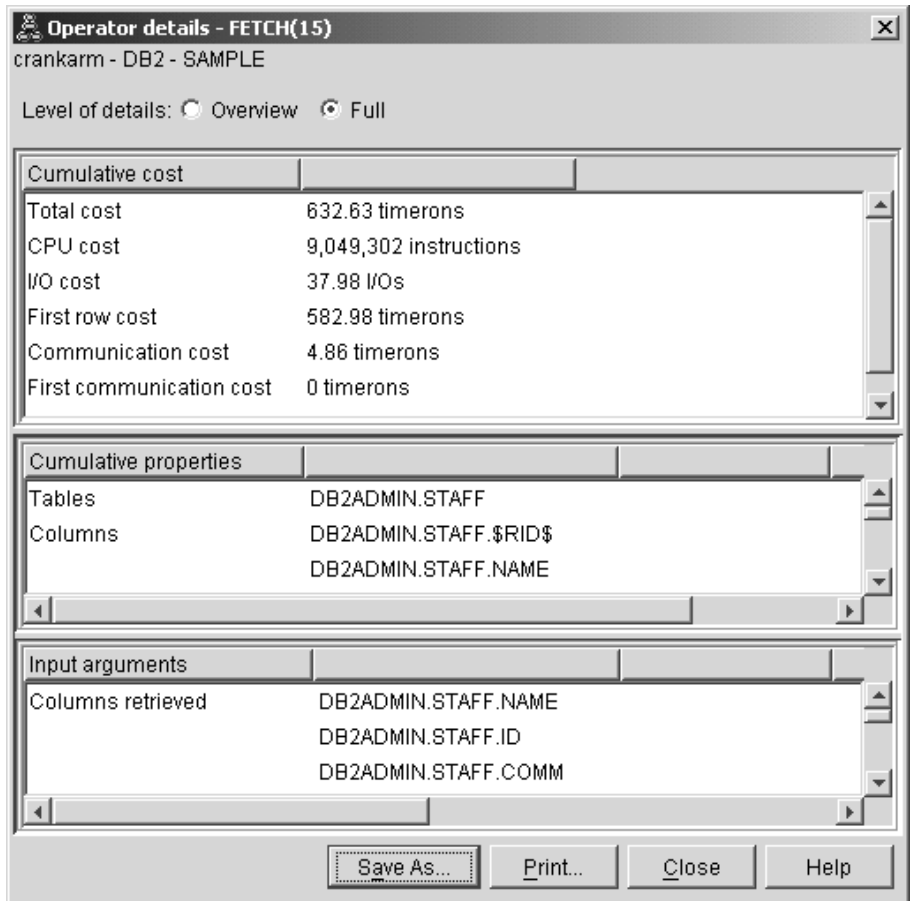 Operator details - FETCH(15)
crankarm - DB2 - SAMPLE
Level of details: Overview Full
Cumulative cost
Total cost 632.63 timerons
CPU cost 9,049,302 instructions
I/O cost 37.98 I/Os
First row cost 582.98 timerons
Communication cost 4.86 timerons
First communication cost 0 timerons
Cumulative properties
Tables DB2ADMIN.STAFF
Columns DB2ADMIN.STAFF.$RID$
DB2ADMIN.STAFF.NAME
Input arguments
Columns retrieved DB2ADMIN.STAFF.NAME
DB2ADMIN.STAFF.ID
DB2ADMIN.STAFF.COMM
Save As... Print... Close Help